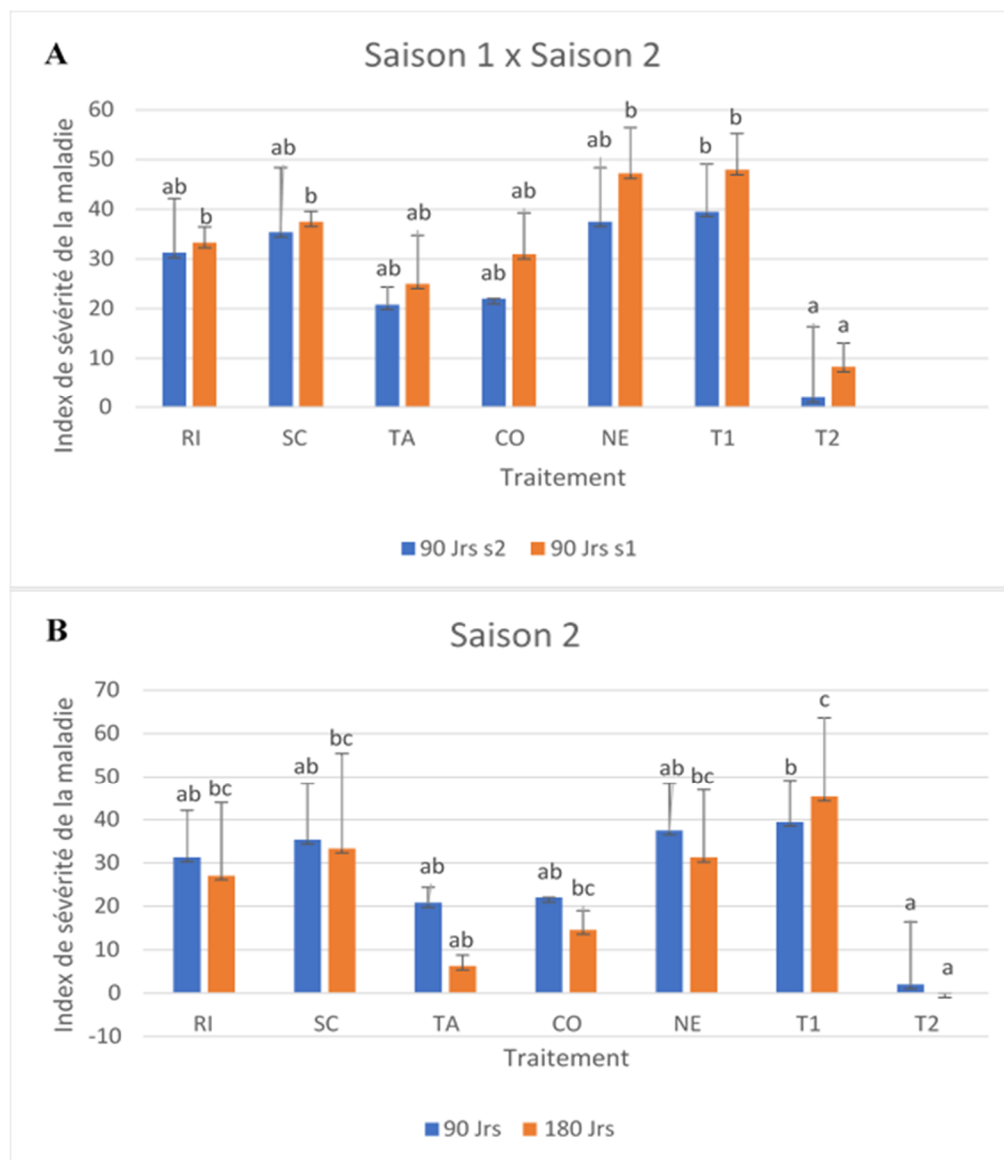 A
Saison 1 x Saison 2
Index de sévérité de la maladie
60
50
40
30
20
10
0
ab
b
ab
b
ab
ab
ab
ab
ab
b
b
b
a
a
RI
SC
TA
CO
NE
T1
T2
Traitement
90 Jrs s2
90 Jrs s1
B
Saison 2
Index de sévérité de la maladie
70
60
50
40
30
20
10
0
-10
ab
bc
ab
bc
ab
ab
ab
bc
ab
bc
b
c
a
a
RI
SC
TA
CO
NE
T1
T2
Traitement
90 Jrs
180 Jrs